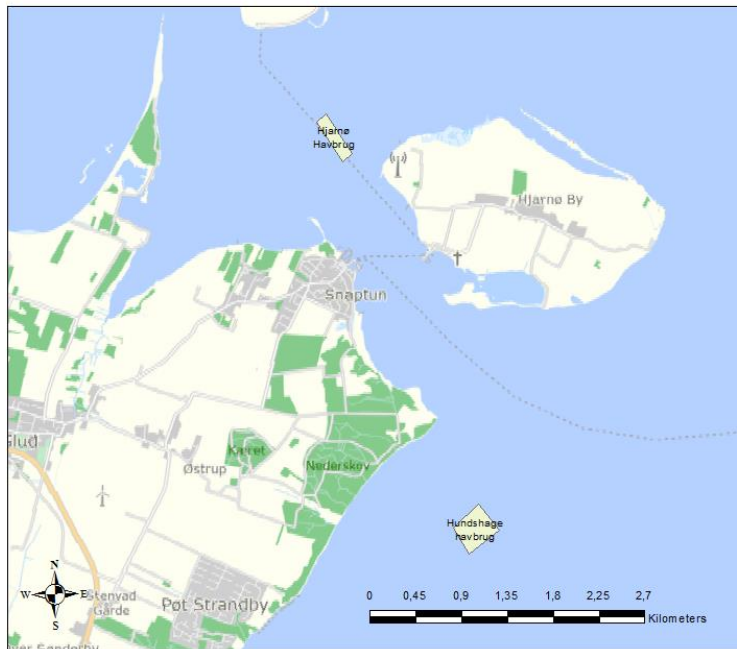 Hjarnø
Havbrug
Hjarnø By
Snaptun
Glud
Kæret
Østrup
Nederskov
Hundshage
havbrug
N
W
E
S
Stenvad
Gårde
Pøt Strandby
0 0,45 0,9 1,35 1,8 2,25 2,7
Kilometers
Sønderby